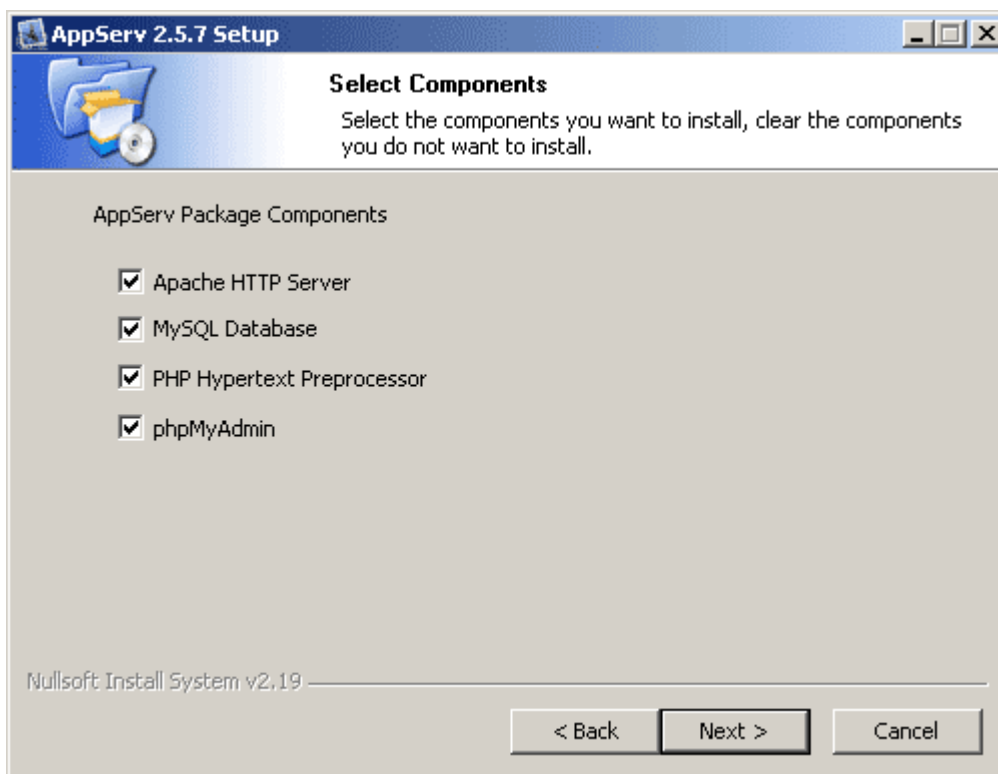 AppServ 2.5.7 Setup
Select Components
Select the components you want to install, clear the components
you do not want to install.
AppServ Package Components
Apache HTTP Server
MySQL Database
PHP Hypertext Preprocessor
phpMyAdmin
Nullsoft Install System v2.19
< Back
Next >
Cancel